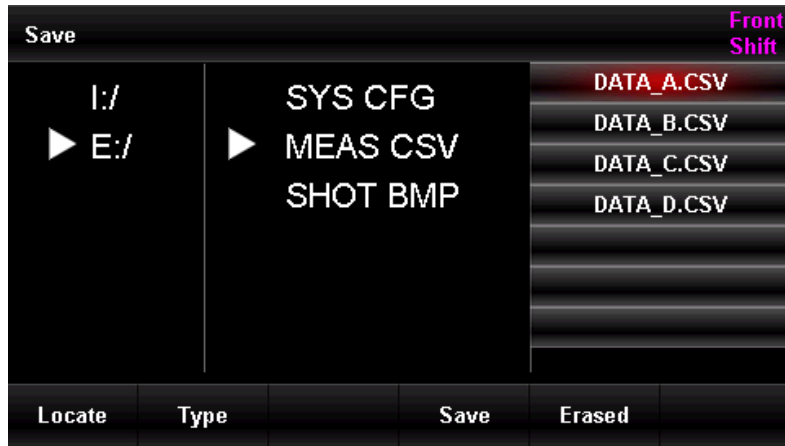 Save
Front
Shift
I:/
E:/
SYS CFG
MEAS CSV
SHOT BMP
DATA_A.CSV
DATA_B.CSV
DATA_C.CSV
DATA_D.CSV
Locate Type Save Erased